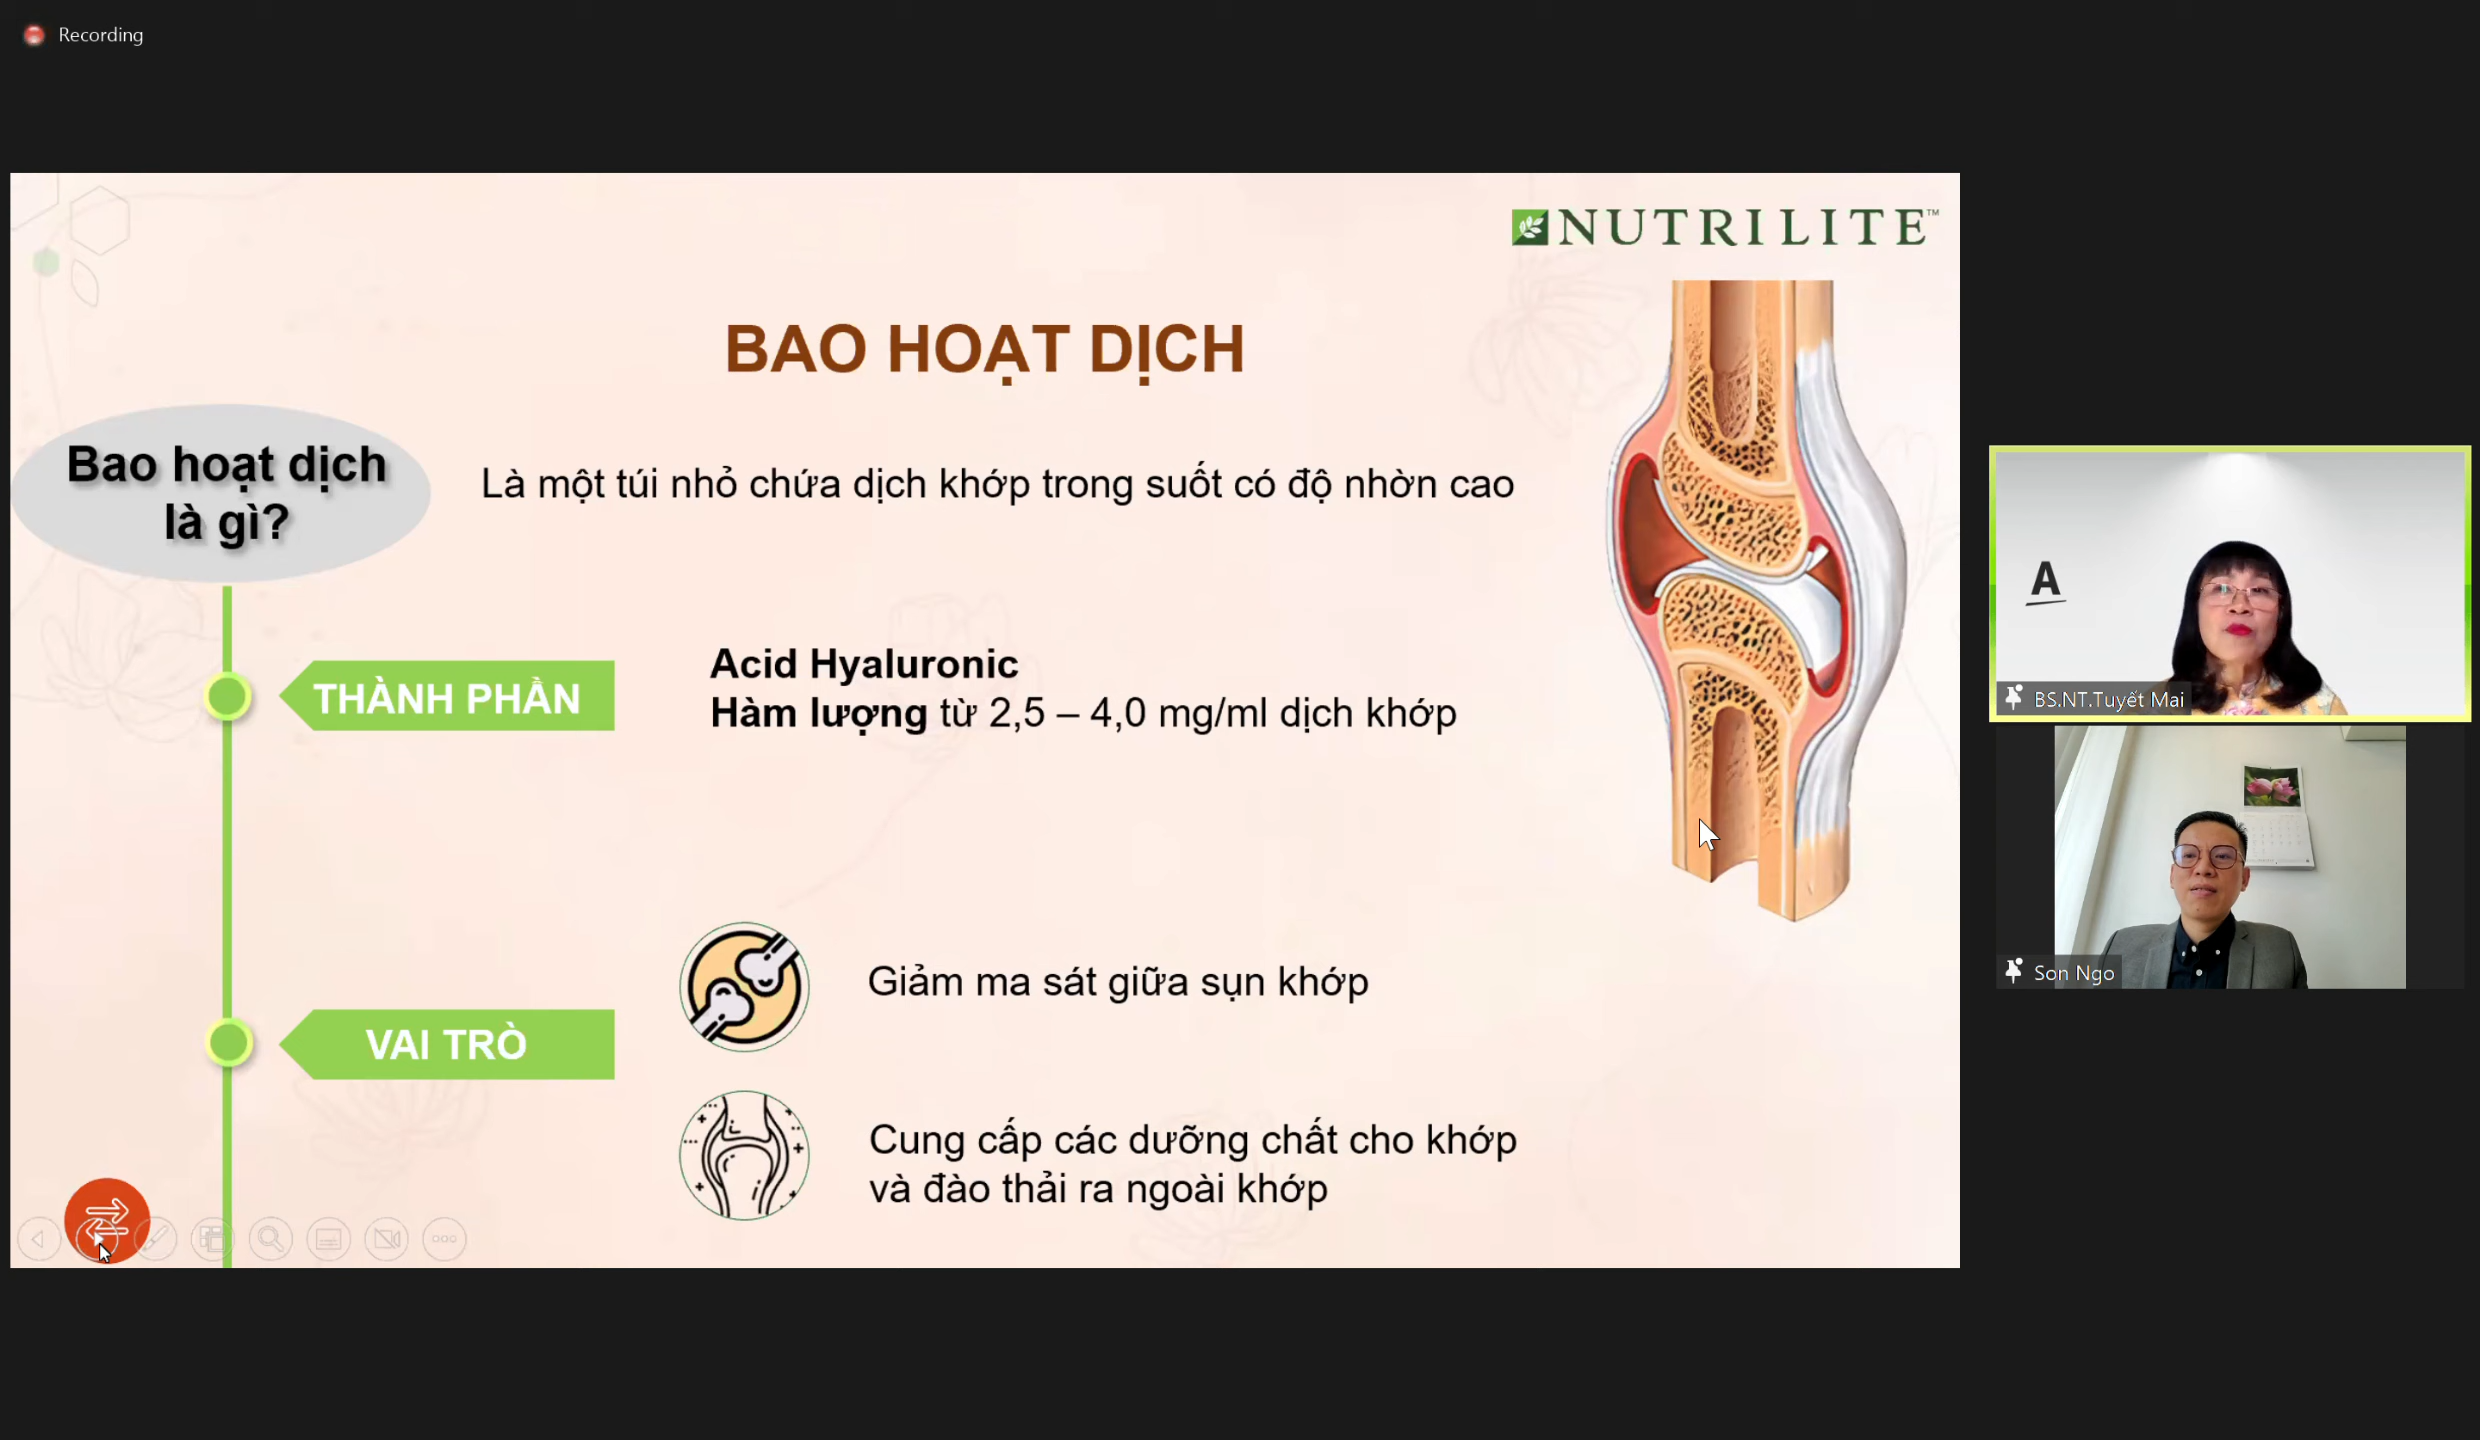 Recording
NUTRILITE™
BAO HOẠT DỊCH
Bao hoạt dịch
là gì?
Là một túi nhỏ chứa dịch khớp trong suốt có độ nhờn cao
THÀNH PHẦN
Acid Hyaluronic
Hàm lượng từ 2,5 – 4,0 mg/ml dịch khớp
VAI TRÒ
Giảm ma sát giữa sụn khớp
Cung cấp các dưỡng chất cho khớp
và đào thải ra ngoài khớp
A
BS.NT.Tuyết Mai
Son Ngo